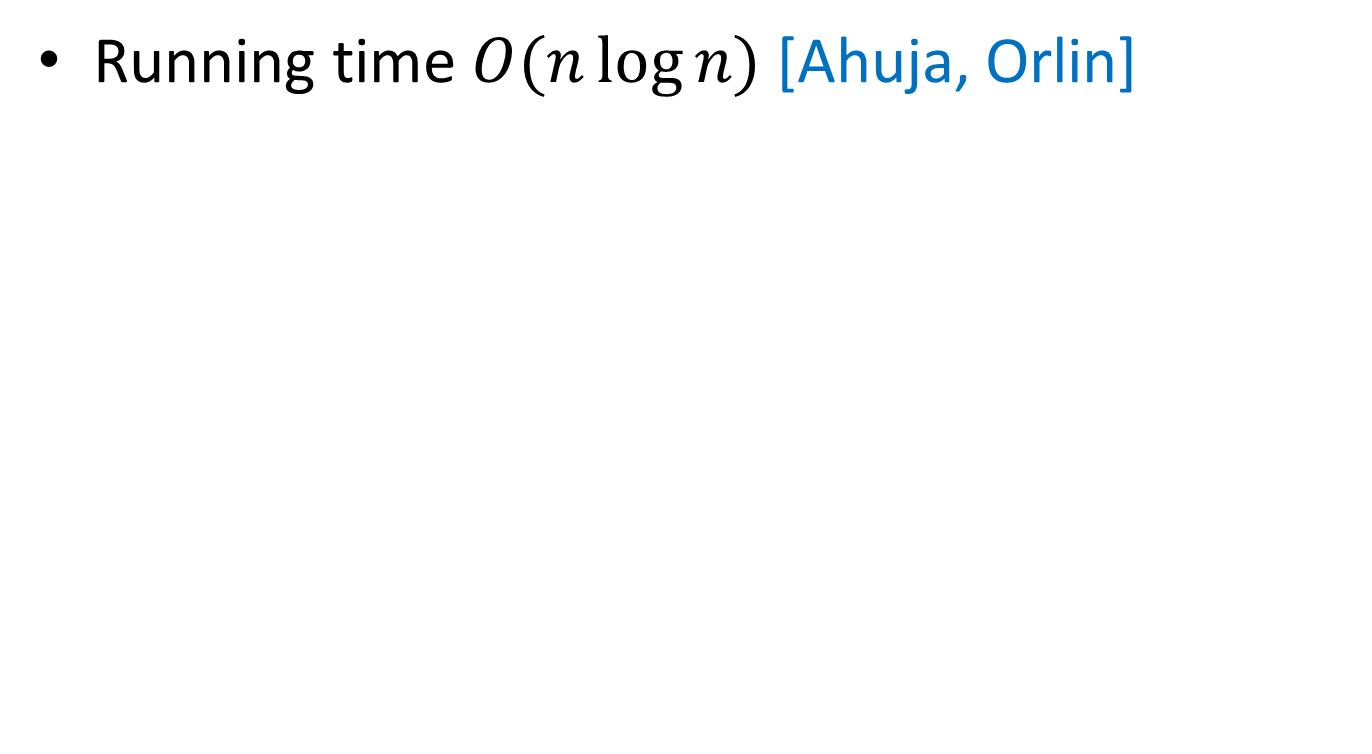 • Running time 𝑂(𝑛 log 𝑛) [Ahuja, Orlin]